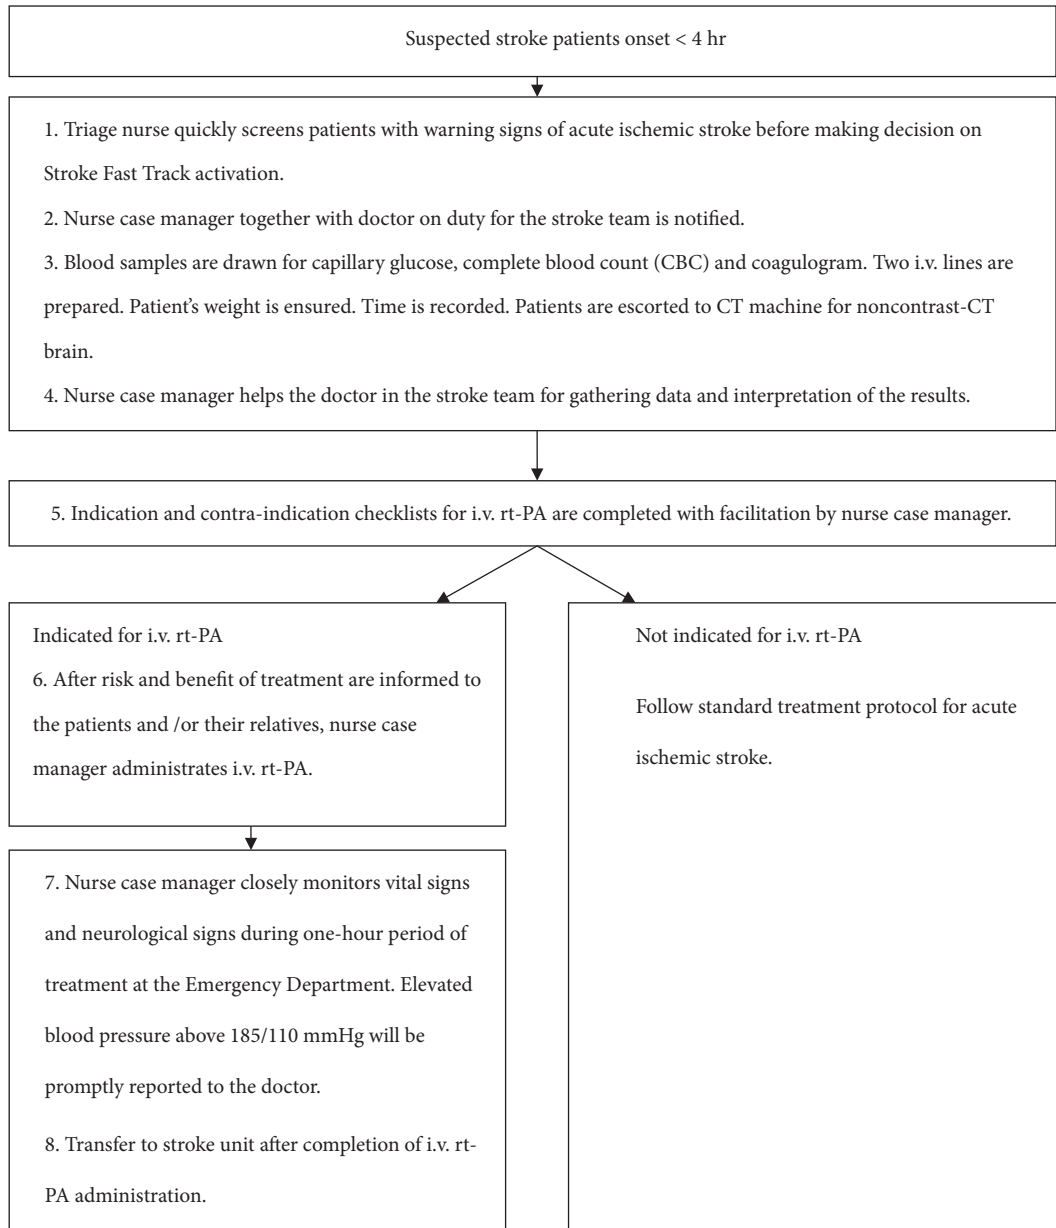 Suspected stroke patients onset < 4 hr
1. Triage nurse quickly screens patients with warning signs of acute ischemic stroke before making decision on
Stroke Fast Track activation.
2. Nurse case manager together with doctor on duty for the stroke team is notified.
3. Blood samples are drawn for capillary glucose, complete blood count (CBC) and coagulogram. Two i.v. lines are
prepared. Patient's weight is ensured. Time is recorded. Patients are escorted to CT machine for noncontrast-CT
brain.
4. Nurse case manager helps the doctor in the stroke team for gathering data and interpretation of the results.
5. Indication and contra-indication checklists for i.v. rt-PA are completed with facilitation by nurse case manager.
Indicated for i.v. rt-PA
6. After risk and benefit of treatment are informed to
the patients and /or their relatives, nurse case
manager administrates i.v. rt-PA.
Not indicated for i.v. rt-PA
Follow standard treatment protocol for acute
ischemic stroke.
7. Nurse case manager closely monitors vital signs
and neurological signs during one-hour period of
treatment at the Emergency Department. Elevated
blood pressure above 185/110 mmHg will be
promptly reported to the doctor.
8. Transfer to stroke unit after completion of i.v. rt-
PA administration.